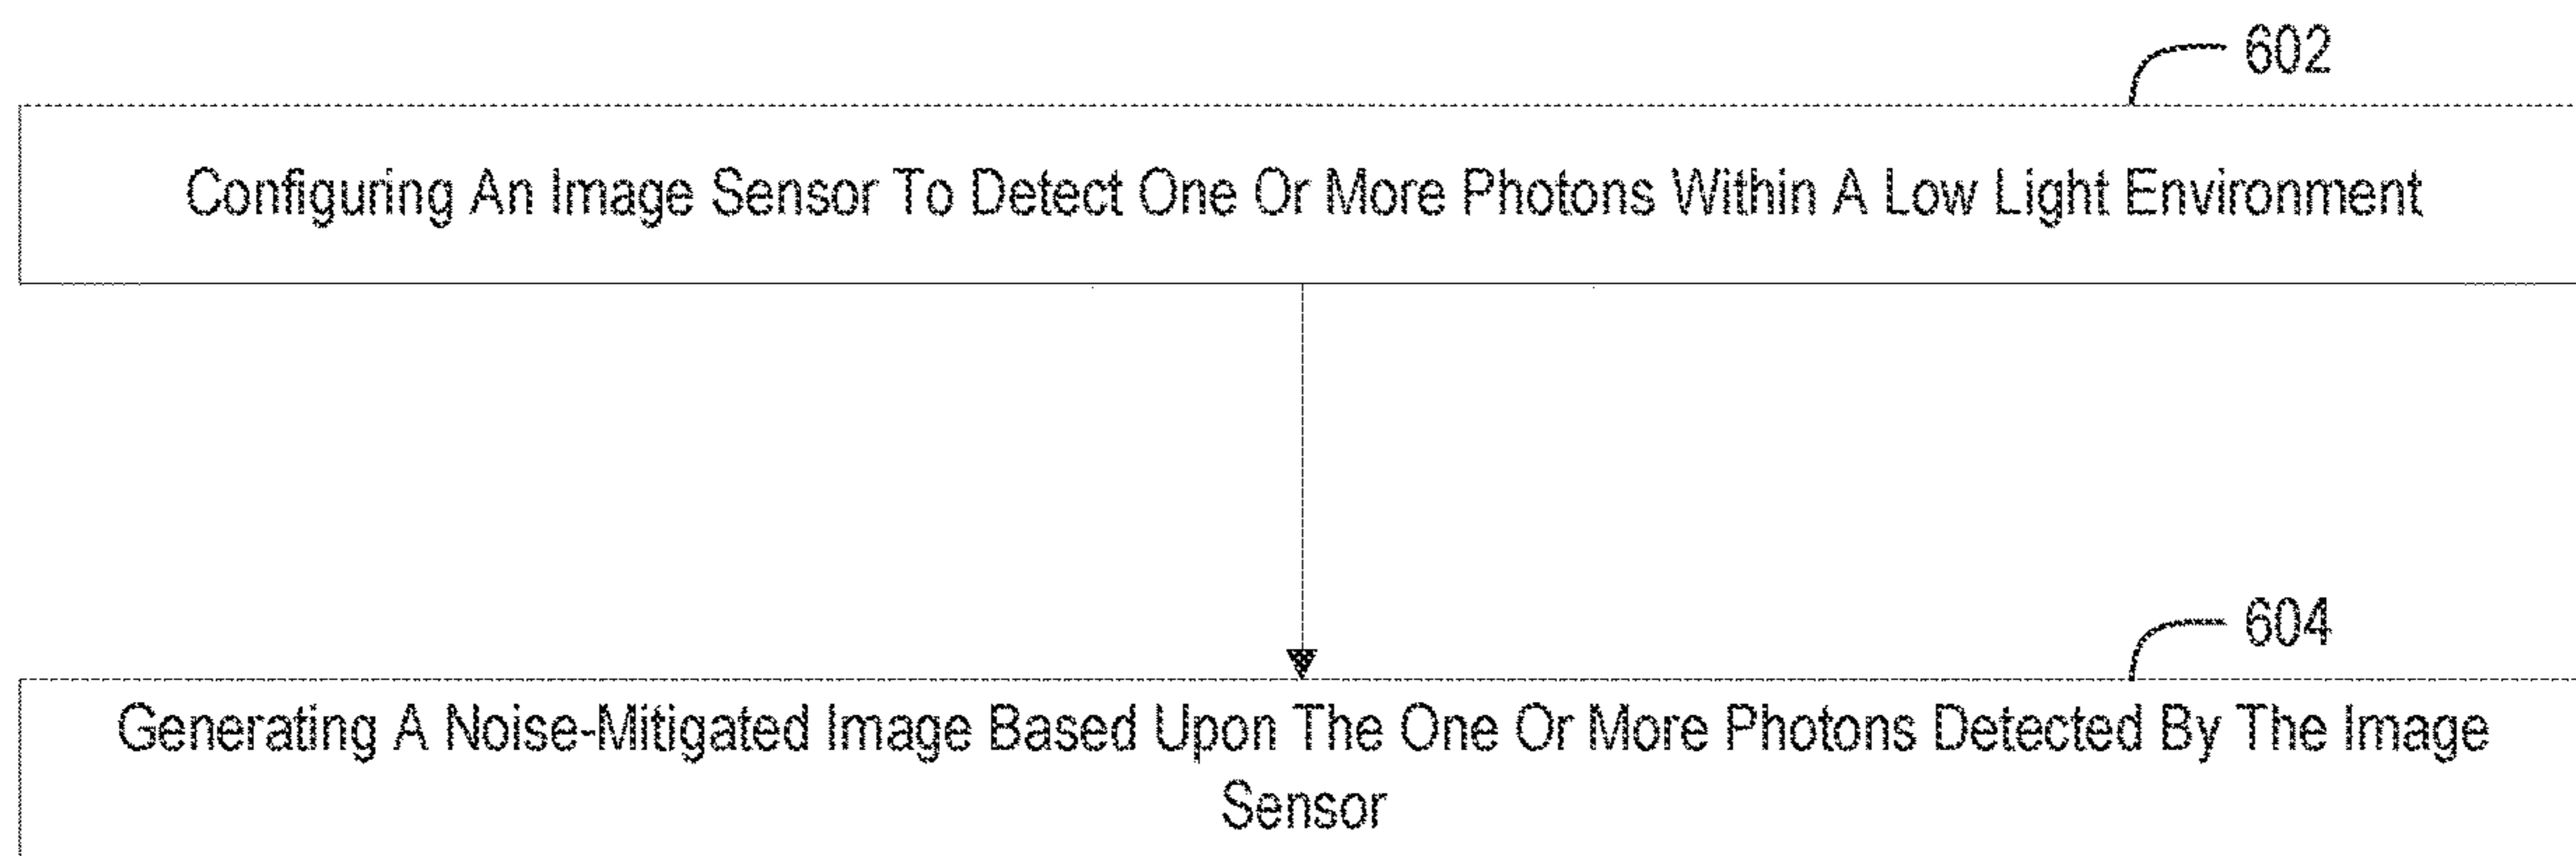 602
Configuring An Image Sensor To Detect One Or More Photons Within A Low Light Environment
604
Generating A Noise-Mitigated Image Based Upon The One Or More Photons Detected By The Image
Sensor